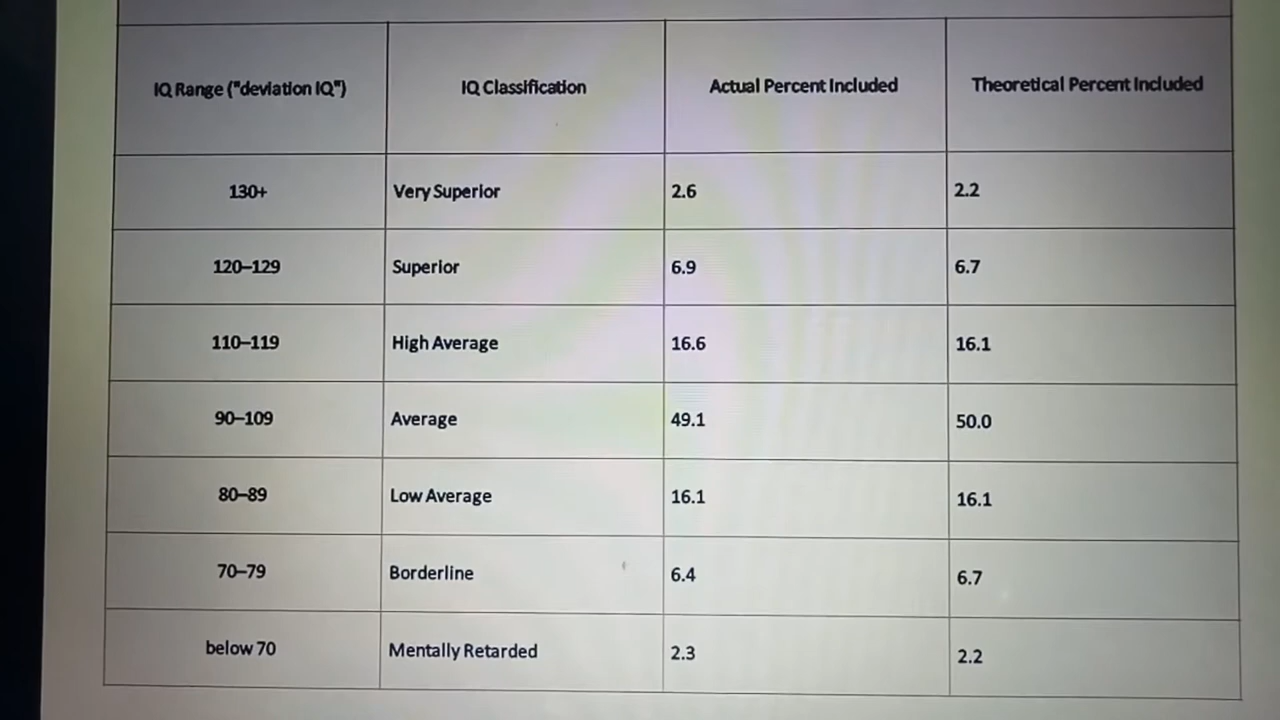 IQ Range ("deviation IQ") IQ Classification Actual Percent Included Theoretical Percent Included
130+ Very Superior 2.6 2.2
120–129 Superior 6.9 6.7
110–119 High Average 16.6 16.1
90–109 Average 49.1 50.0
80–89 Low Average 16.1 16.1
70–79 Borderline 6.4 6.7
below 70 Mentally Retarded 2.3 2.2